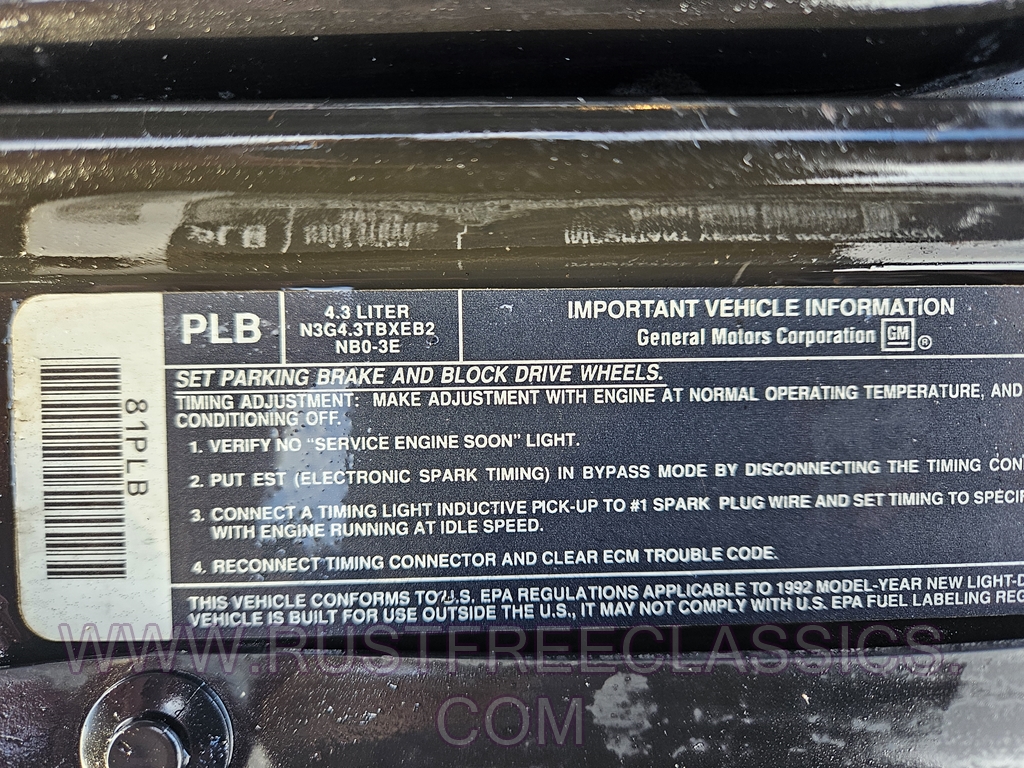 PLB
4.3 LITER
N3G4.3TBXEB2
NB0-3E
IMPORTANT VEHICLE INFORMATION
General Motors Corporation GM ®
81PLB
SET PARKING BRAKE AND BLOCK DRIVE WHEELS.
TIMING ADJUSTMENT: MAKE ADJUSTMENT WITH ENGINE AT NORMAL OPERATING TEMPERATURE, AND
CONDITIONING OFF.
1. VERIFY NO "SERVICE ENGINE SOON" LIGHT.
2. PUT EST (ELECTRONIC SPARK TIMING) IN BYPASS MODE BY DISCONNECTING THE TIMING CON
3. CONNECT A TIMING LIGHT INDUCTIVE PICK-UP TO #1 SPARK PLUG WIRE AND SET TIMING TO SPECIF
WITH ENGINE RUNNING AT IDLE SPEED.
4. RECONNECT TIMING CONNECTOR AND CLEAR ECM TROUBLE CODE.
THIS VEHICLE CONFORMS TO U.S. EPA REGULATIONS APPLICABLE TO 1992 MODEL-YEAR NEW LIGHT-D
VEHICLE IS BUILT FOR USE OUTSIDE THE U.S., IT MAY NOT COMPLY WITH U.S. EPA FUEL LABELING REG
WWW.RUSTFREECLASSICS.
COM